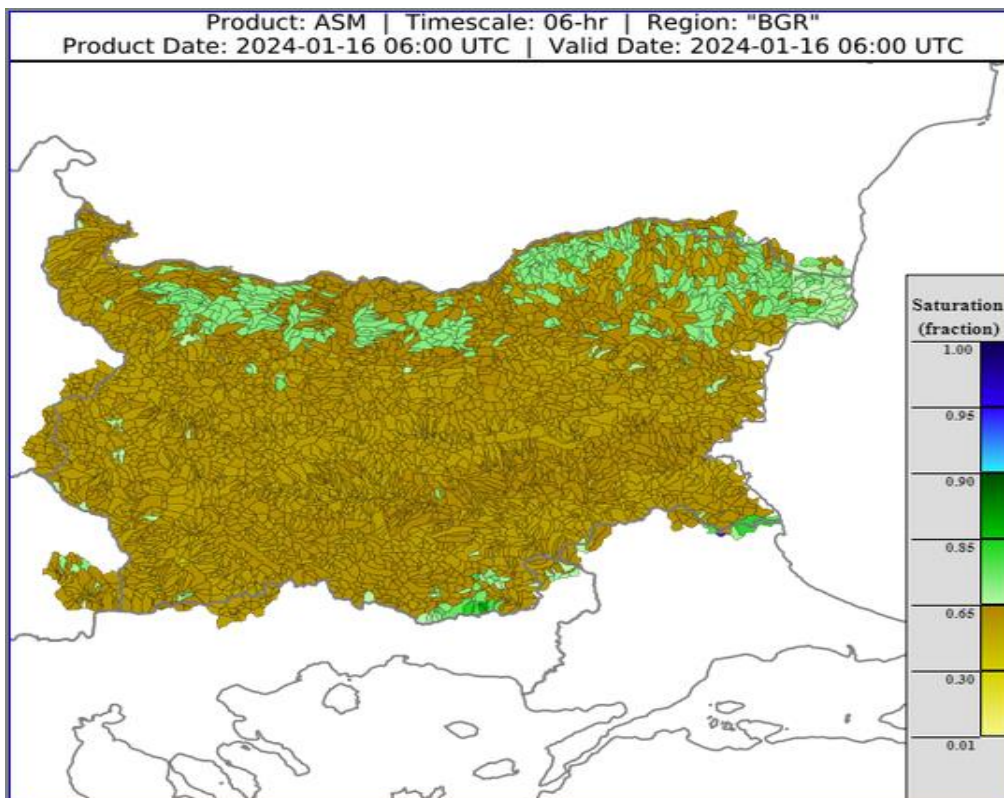 Product: ASM | Timescale: 06-hr | Region: "BGR"
Product Date: 2024-01-16 06:00 UTC | Valid Date: 2024-01-16 06:00 UTC
Saturation
(fraction)
1.00
0.95
0.90
0.85
0.65
0.30
0.01